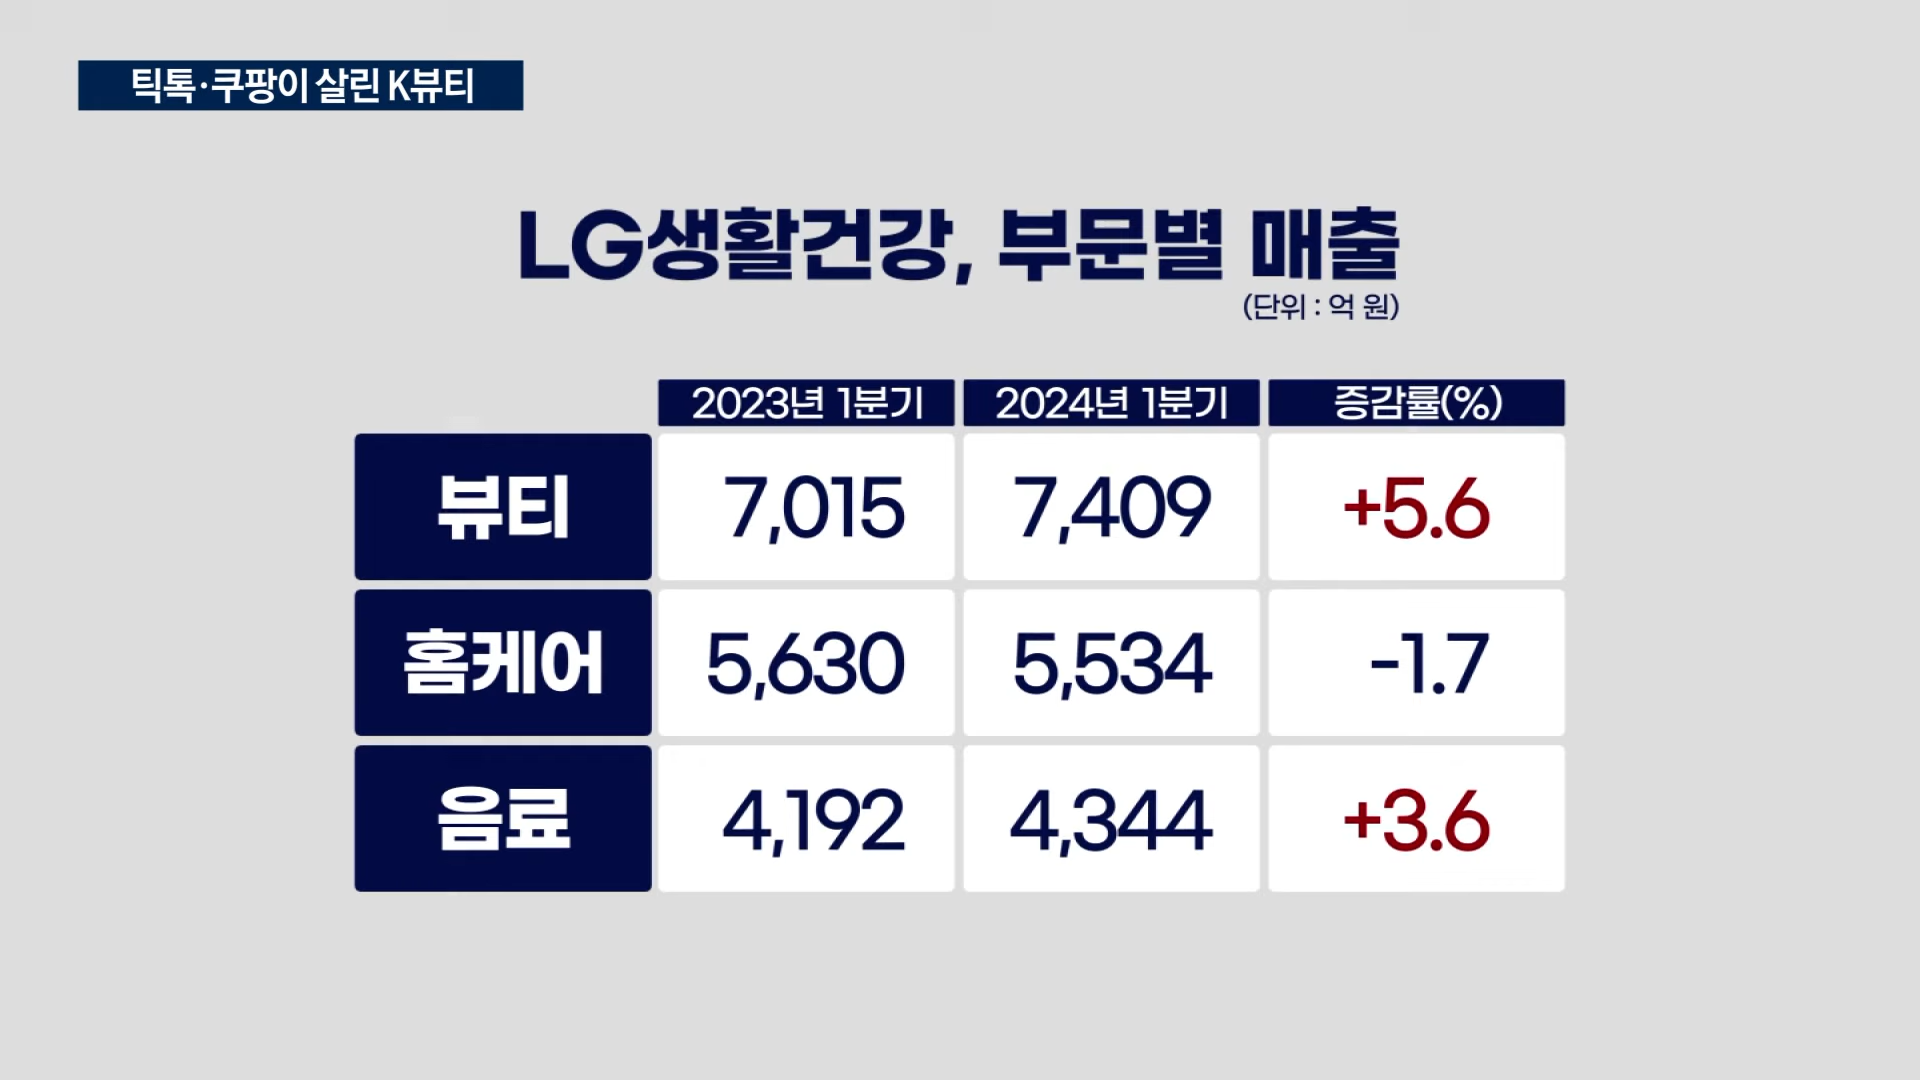 틱톡·쿠팡이 살린 K뷰티
LG생활건강, 부문별 매출
(단위 : 억 원)
2023년 1분기 2024년 1분기 증감률(%)
뷰티 7,015 7,409 +5.6
홈케어 5,630 5,534 -1.7
음료 4,192 4,344 +3.6